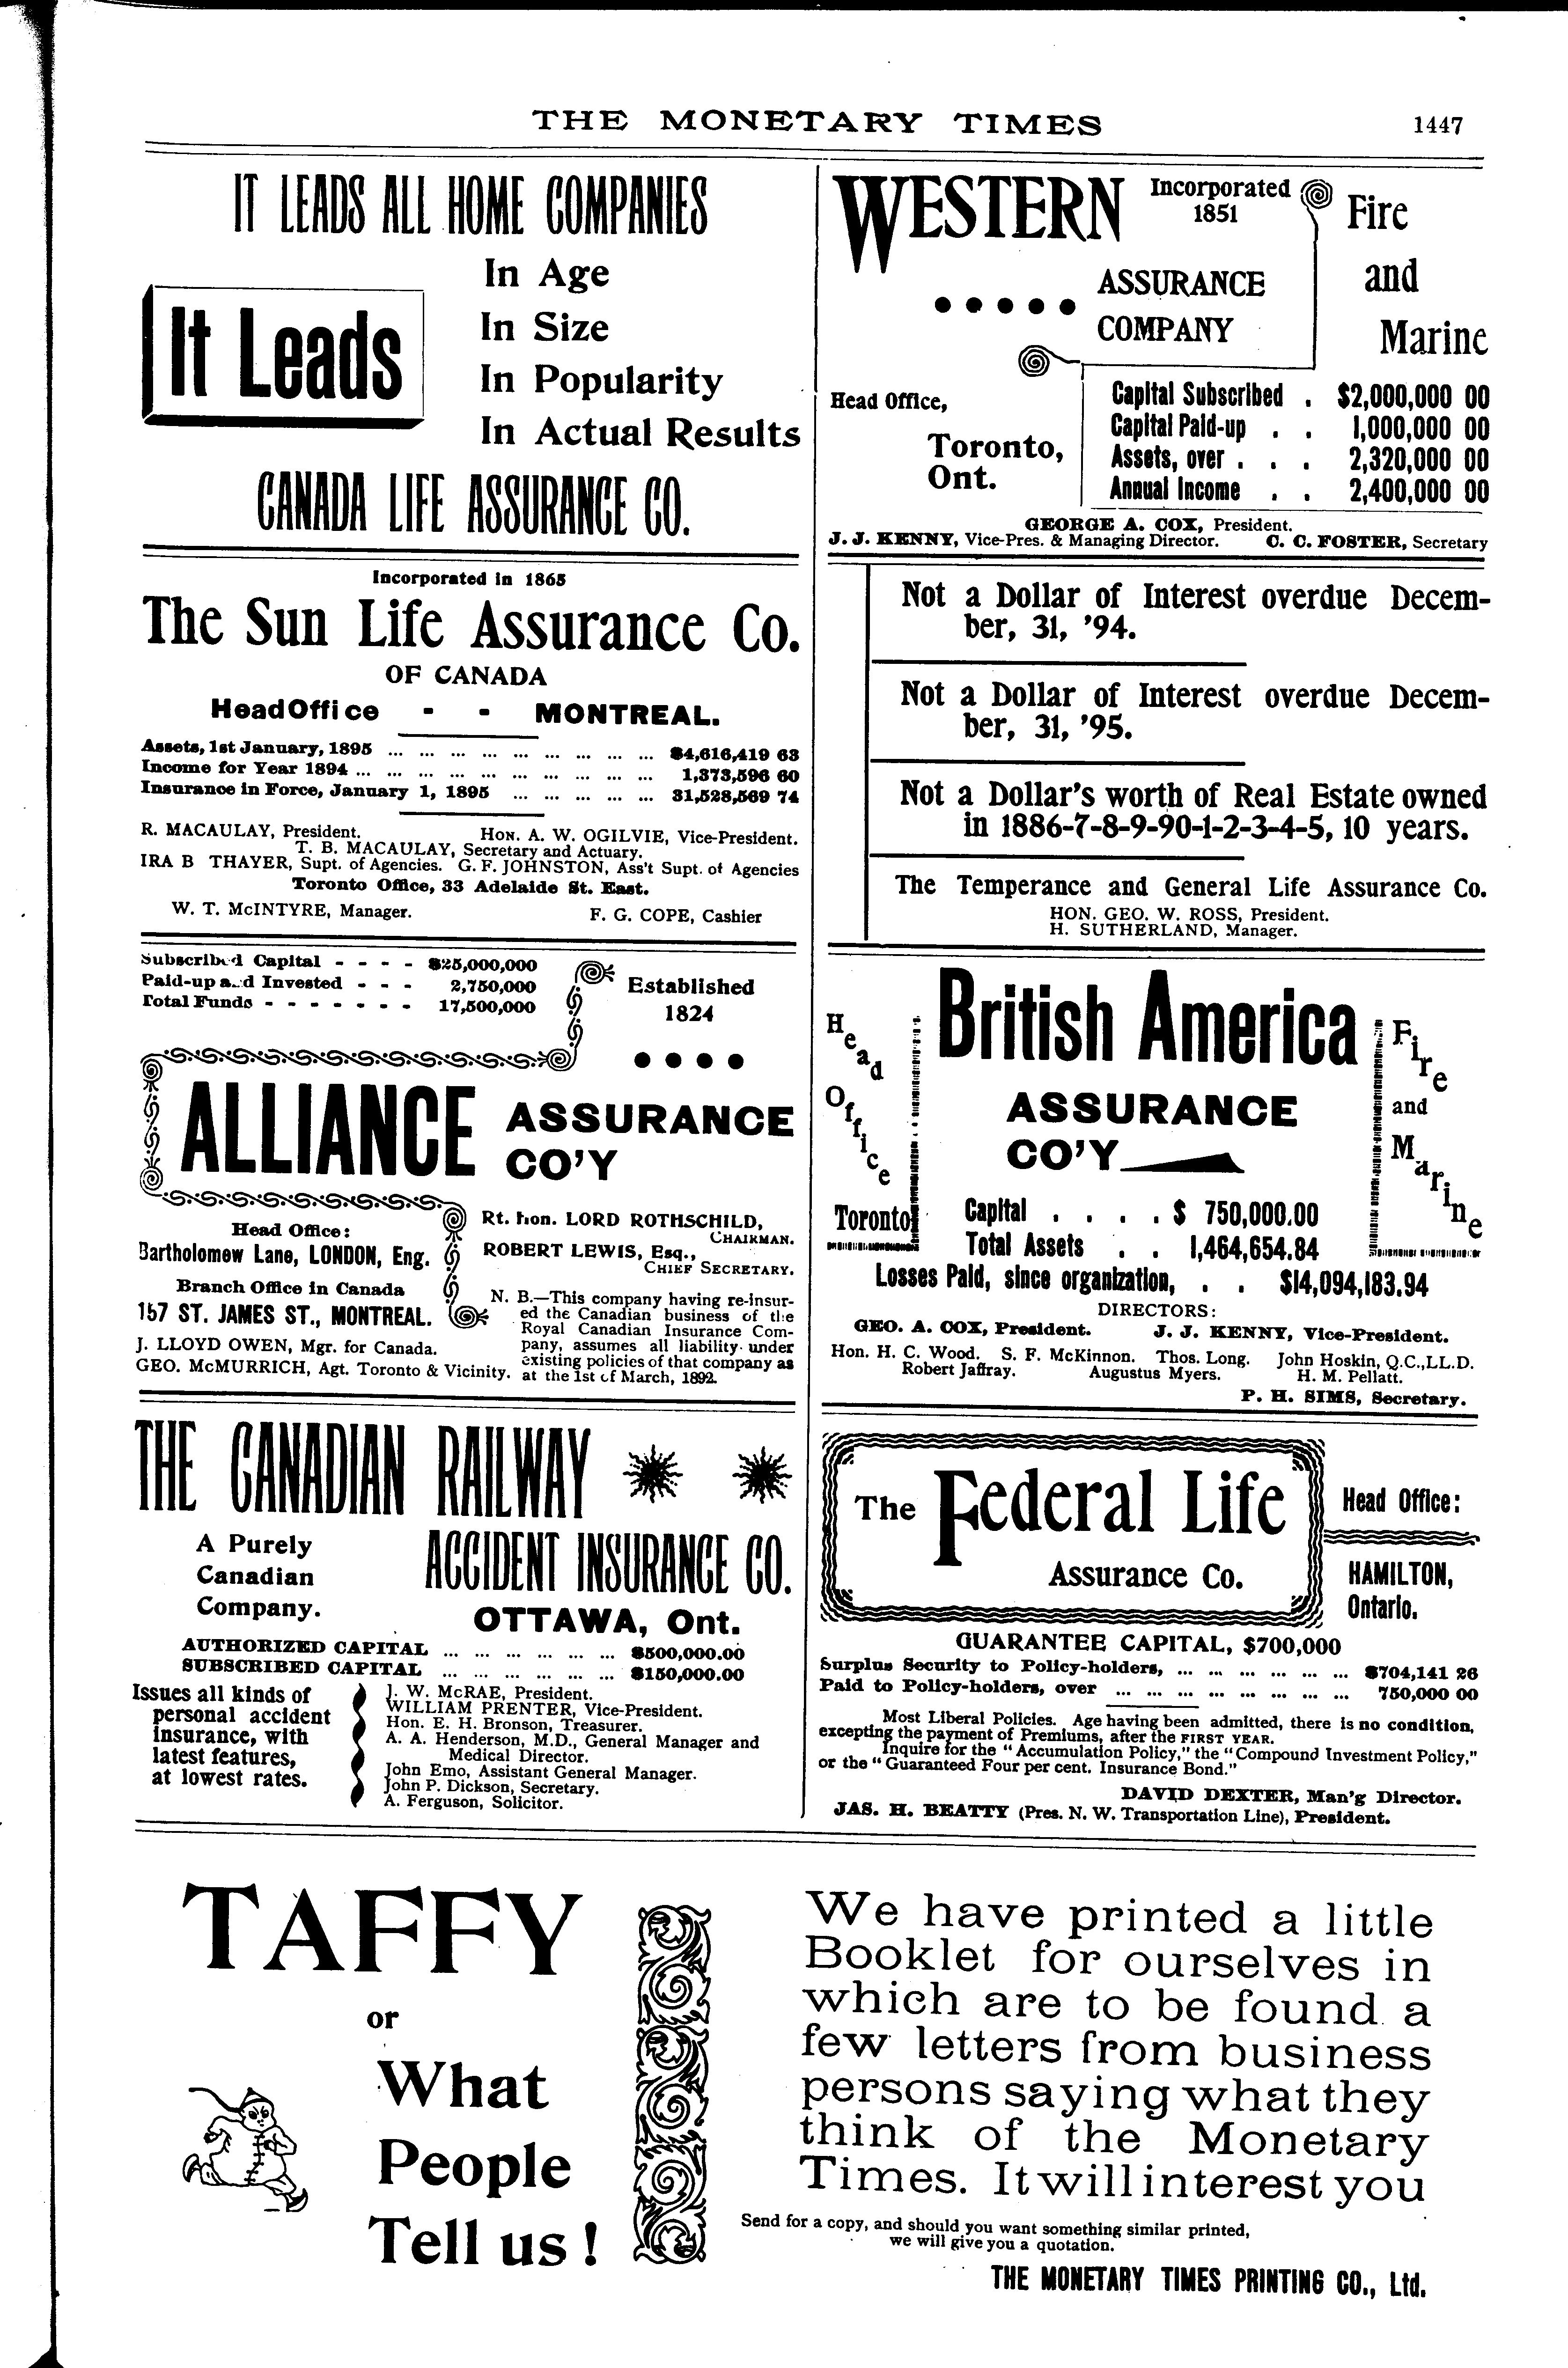 THE MONETARY TIMES 1447
IT LEADS ALL HOME COMPANIES
It Leads
In Age
In Size
In Popularity
In Actual Results
CANADA LIFE ASSURANCE CO.
Incorporated in 1865
The Sun Life Assurance Co.
OF CANADA
Head Office - - MONTREAL.
Assets, 1st January, 1895 ... ... ... ... ... ... ... ... ... $4,616,419 63
Income for Year 1894 ... ... ... ... ... ... ... ... ... ... 1,373,596 60
Insurance in Force, January 1, 1895 ... ... ... ... ... 31,528,569 74
R. MACAULAY, President. HON. A. W. OGILVIE, Vice-President.
T. B. MACAULAY, Secretary and Actuary.
IRA B THAYER, Supt. of Agencies. G. F. JOHNSTON, Ass't Supt. of Agencies
Toronto Office, 33 Adelaide St. East.
W. T. McINTYRE, Manager. F. G. COPE, Cashier
Subscribed Capital - - - - $25,000,000
Paid-up and Invested - - - 2,750,000
Total Funds - - - - - - - 17,500,000
Established
1824
ALLIANCE ASSURANCE
CO'Y
Head Office:
Bartholomew Lane, LONDON, Eng.
Branch Office in Canada
157 ST. JAMES ST., MONTREAL.
J. LLOYD OWEN, Mgr. for Canada.
GEO. McMURRICH, Agt. Toronto & Vicinity.
Rt. Hon. LORD ROTHSCHILD,
CHAIRMAN.
ROBERT LEWIS, Esq.,
CHIEF SECRETARY.
N. B.—This company having re-insur-
ed the Canadian business of the
Royal Canadian Insurance Com-
pany, assumes all liability under
existing policies of that company as
at the 1st of March, 1892.
THE CANADIAN RAILWAY
ACCIDENT INSURANCE CO.
A Purely
Canadian
Company.
OTTAWA, Ont.
AUTHORIZED CAPITAL ... ... ... ... ... ... $500,000.00
SUBSCRIBED CAPITAL ... ... ... ... ... ... $150,000.00
Issues all kinds of
personal accident
insurance, with
latest features,
at lowest rates.
J. W. McRAE, President.
WILLIAM PRENTER, Vice-President.
Hon. E. H. Bronson, Treasurer.
A. A. Henderson, M.D., General Manager and
Medical Director.
John Emo, Assistant General Manager.
John P. Dickson, Secretary.
A. Ferguson, Solicitor.
WESTERN Incorporated
1851
Fire
and
Marine
ASSURANCE
COMPANY
Head Office,
Toronto,
Ont.
Capital Subscribed . $2,000,000 00
Capital Paid-up . . 1,000,000 00
Assets, over . . . 2,320,000 00
Annual Income . . 2,400,000 00
GEORGE A. COX, President.
J. J. KENNY, Vice-Pres. & Managing Director. C. C. FOSTER, Secretary
Not a Dollar of Interest overdue Decem-
ber, 31, '94.
Not a Dollar of Interest overdue Decem-
ber, 31, '95.
Not a Dollar's worth of Real Estate owned
in 1886-7-8-9-90-1-2-3-4-5, 10 years.
The Temperance and General Life Assurance Co.
HON. GEO. W. ROSS, President.
H. SUTHERLAND, Manager.
Head
Office
Toronto
British America
ASSURANCE
CO'Y
Fire
and
Marine
Capital . . . . $ 750,000.00
Total Assets . . 1,464,654.84
Losses Paid, since organization, . . $14,094,183.94
DIRECTORS:
GEO. A. COX, President. J. J. KENNY, Vice-President.
Hon. H. C. Wood. S. F. McKinnon. Thos. Long. John Hoskin, Q.C.,LL.D.
Robert Jaffray. Augustus Myers. H. M. Pellatt.
P. H. SIMS, Secretary.
The Federal Life
Assurance Co.
Head Office:
HAMILTON,
Ontario.
GUARANTEE CAPITAL, $700,000
Surplus Security to Policy-holders, ... ... ... ... ... ... $704,141 26
Paid to Policy-holders, over ... ... ... ... ... ... ... ... 750,000 00
Most Liberal Policies. Age having been admitted, there is no condition,
excepting the payment of Premiums, after the FIRST YEAR.
Inquire for the "Accumulation Policy," the "Compound Investment Policy,"
or the "Guaranteed Four per cent. Insurance Bond."
DAVID DEXTER, Man'g Director.
JAS. H. BEATTY (Pres. N. W. Transportation Line), President.
TAFFY
or
What
People
Tell us!
We have printed a little
Booklet for ourselves in
which are to be found a
few letters from business
persons saying what they
think of the Monetary
Times. It will interest you
Send for a copy, and should you want something similar printed,
we will give you a quotation.
THE MONETARY TIMES PRINTING CO., Ltd.